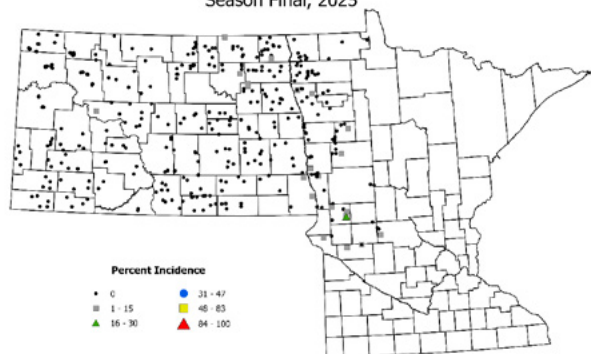 Season Final, 2025
Percent Incidence
0
1 - 15
16 - 30
31 - 47
48 - 83
84 - 100